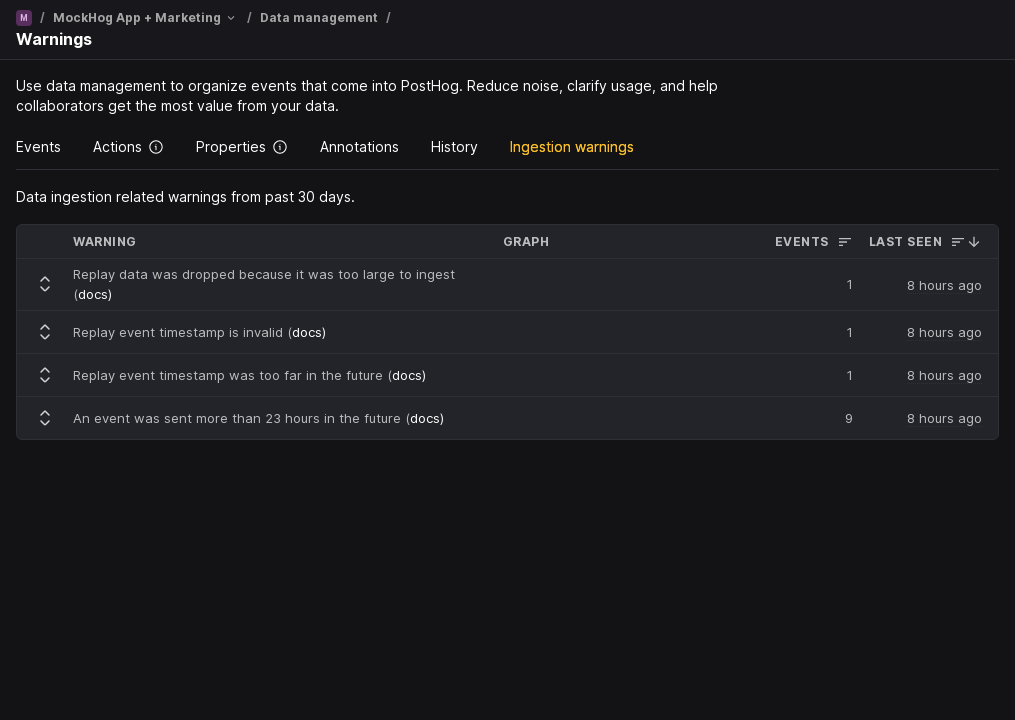 M / MockHog App + Marketing / Data management /
Warnings
Use data management to organize events that come into PostHog. Reduce noise, clarify usage, and help
collaborators get the most value from your data.
Events Actions Properties Annotations History Ingestion warnings
Data ingestion related warnings from past 30 days.
WARNING GRAPH EVENTS LAST SEEN
Replay data was dropped because it was too large to ingest
(docs) 1 8 hours ago
Replay event timestamp is invalid (docs) 1 8 hours ago
Replay event timestamp was too far in the future (docs) 1 8 hours ago
An event was sent more than 23 hours in the future (docs) 9 8 hours ago